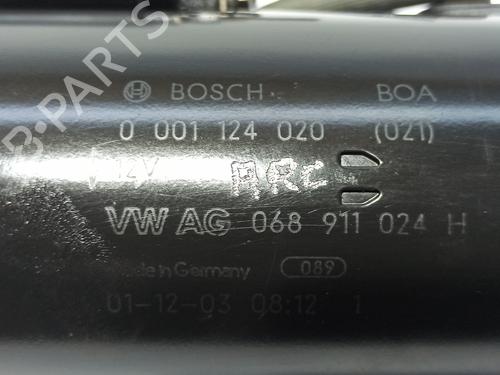 BOSCH BOA
0 001 124 020 (021)
12V ARC
VW AG 068 911 024 H
Made in Germany 089
01-12-03 08:12 1
B-PARTS